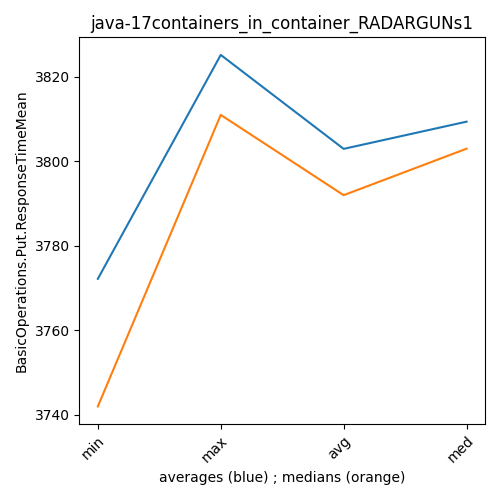 java-17containers_in_container_RADARGUNs1
BasicOperations.Put.ResponseTimeMean
3820
3800
3780
3760
3740
min
max
avg
med
averages (blue) ; medians (orange)